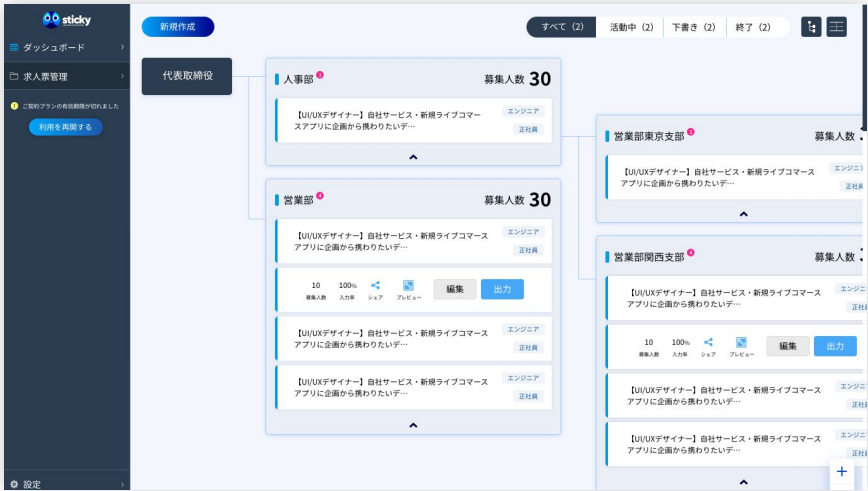 sticky
ダッシュボード
求人票管理
ご契約プランの有効期限が切れました
利用を再開する
設定
新規作成
すべて（2） 活動中（2） 下書き（2） 終了（2）
代表取締役
人事部
募集人数 30
【UI/UXデザイナー】自社サービス・新規ライブコマー
スアプリに企画から携わりたいデ…
エンジニア
正社員
営業部
募集人数 30
【UI/UXデザイナー】自社サービス・新規ライブコマース
アプリに企画から携わりたいデ…
エンジニア
正社員
10 100% 編集 出力
募集人数 入力率 シェア プレビュー
【UI/UXデザイナー】自社サービス・新規ライブコマース
アプリに企画から携わりたいデ…
エンジニア
正社員
【UI/UXデザイナー】自社サービス・新規ライブコマース
アプリに企画から携わりたいデ…
エンジニア
正社員
営業部東京支部
募集人数
【UI/UXデザイナー】自社サービス・新規ライブコマース
アプリに企画から携わりたいデ…
エンジニ
正社
営業部関西支部
募集人数
【UI/UXデザイナー】自社サービス・新規ライブコマース
アプリに企画から携わりたいデ…
エンジニ
正社
10 100% 編集 出力
募集人数 入力率 シェア プレビュー
【UI/UXデザイナー】自社サービス・新規ライブコマース
アプリに企画から携わりたいデ…
エンジニ
正社
【UI/UXデザイナー】自社サービス・新規ライブコマース
アプリに企画から携わりたいデ…
エンジニ
正社